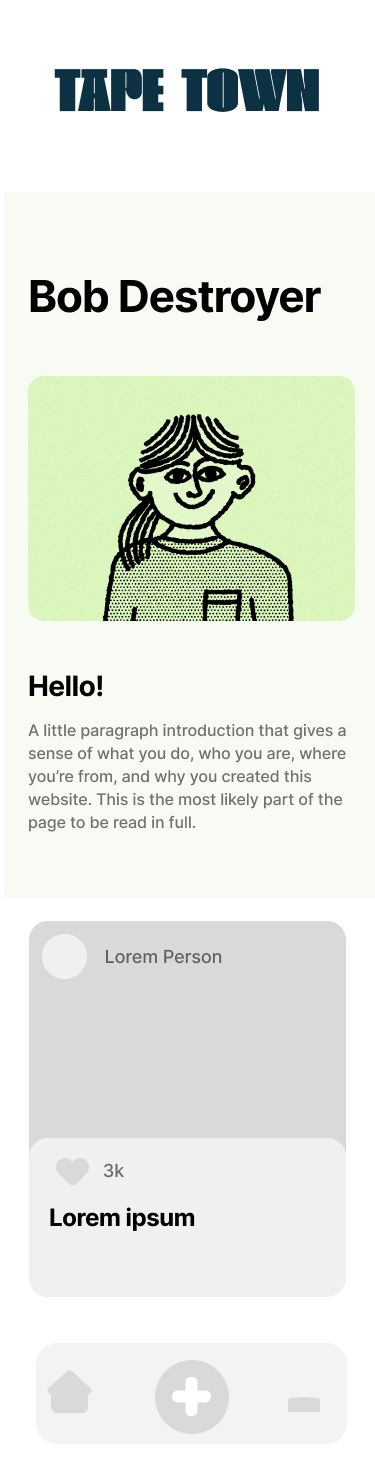 TAPE TOWN
Bob Destroyer
Hello!
A little paragraph introduction that gives a
sense of what you do, who you are, where
you’re from, and why you created this
website. This is the most likely part of the
page to be read in full.
Lorem Person
3k
Lorem ipsum